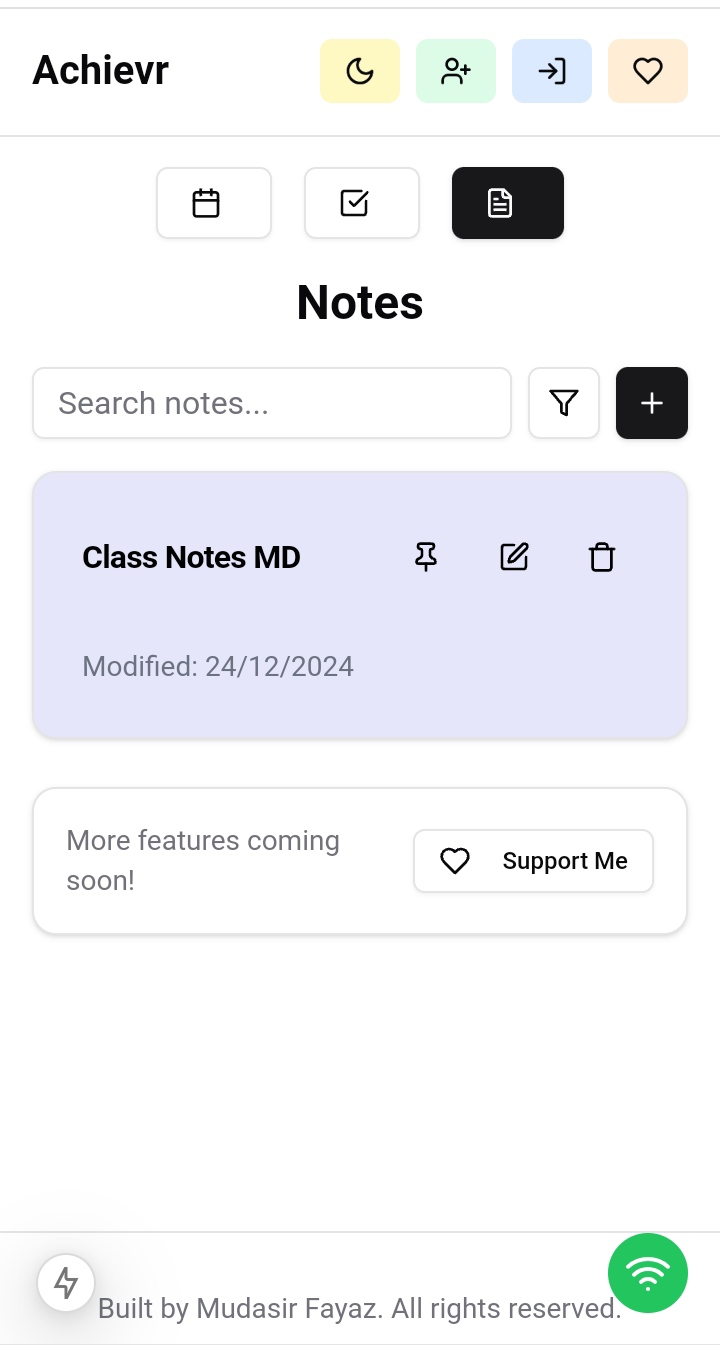 Achievr
Notes
Search notes...
Class Notes MD
Modified: 24/12/2024
More features coming
soon!
Support Me
Built by Mudasir Fayaz. All rights reserved.